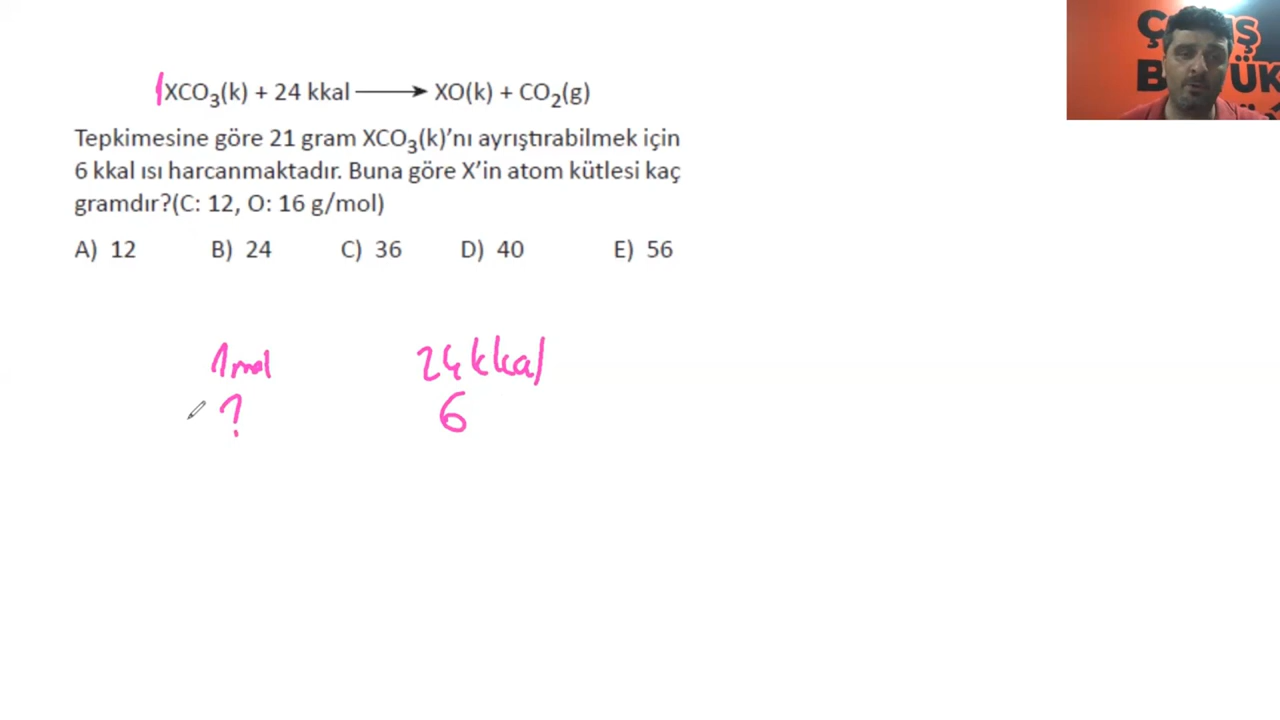 XCO₃(k) + 24 kkal ⟶ XO(k) + CO₂(g)
Tepkimesine göre 21 gram XCO₃(k)'nı ayrıştırabilmek için
6 kkal ısı harcanmaktadır. Buna göre X'in atom kütlesi kaç
gramdır?(C: 12, O: 16 g/mol)
A) 12 B) 24 C) 36 D) 40 E) 56
1mol 24kkal
? 6